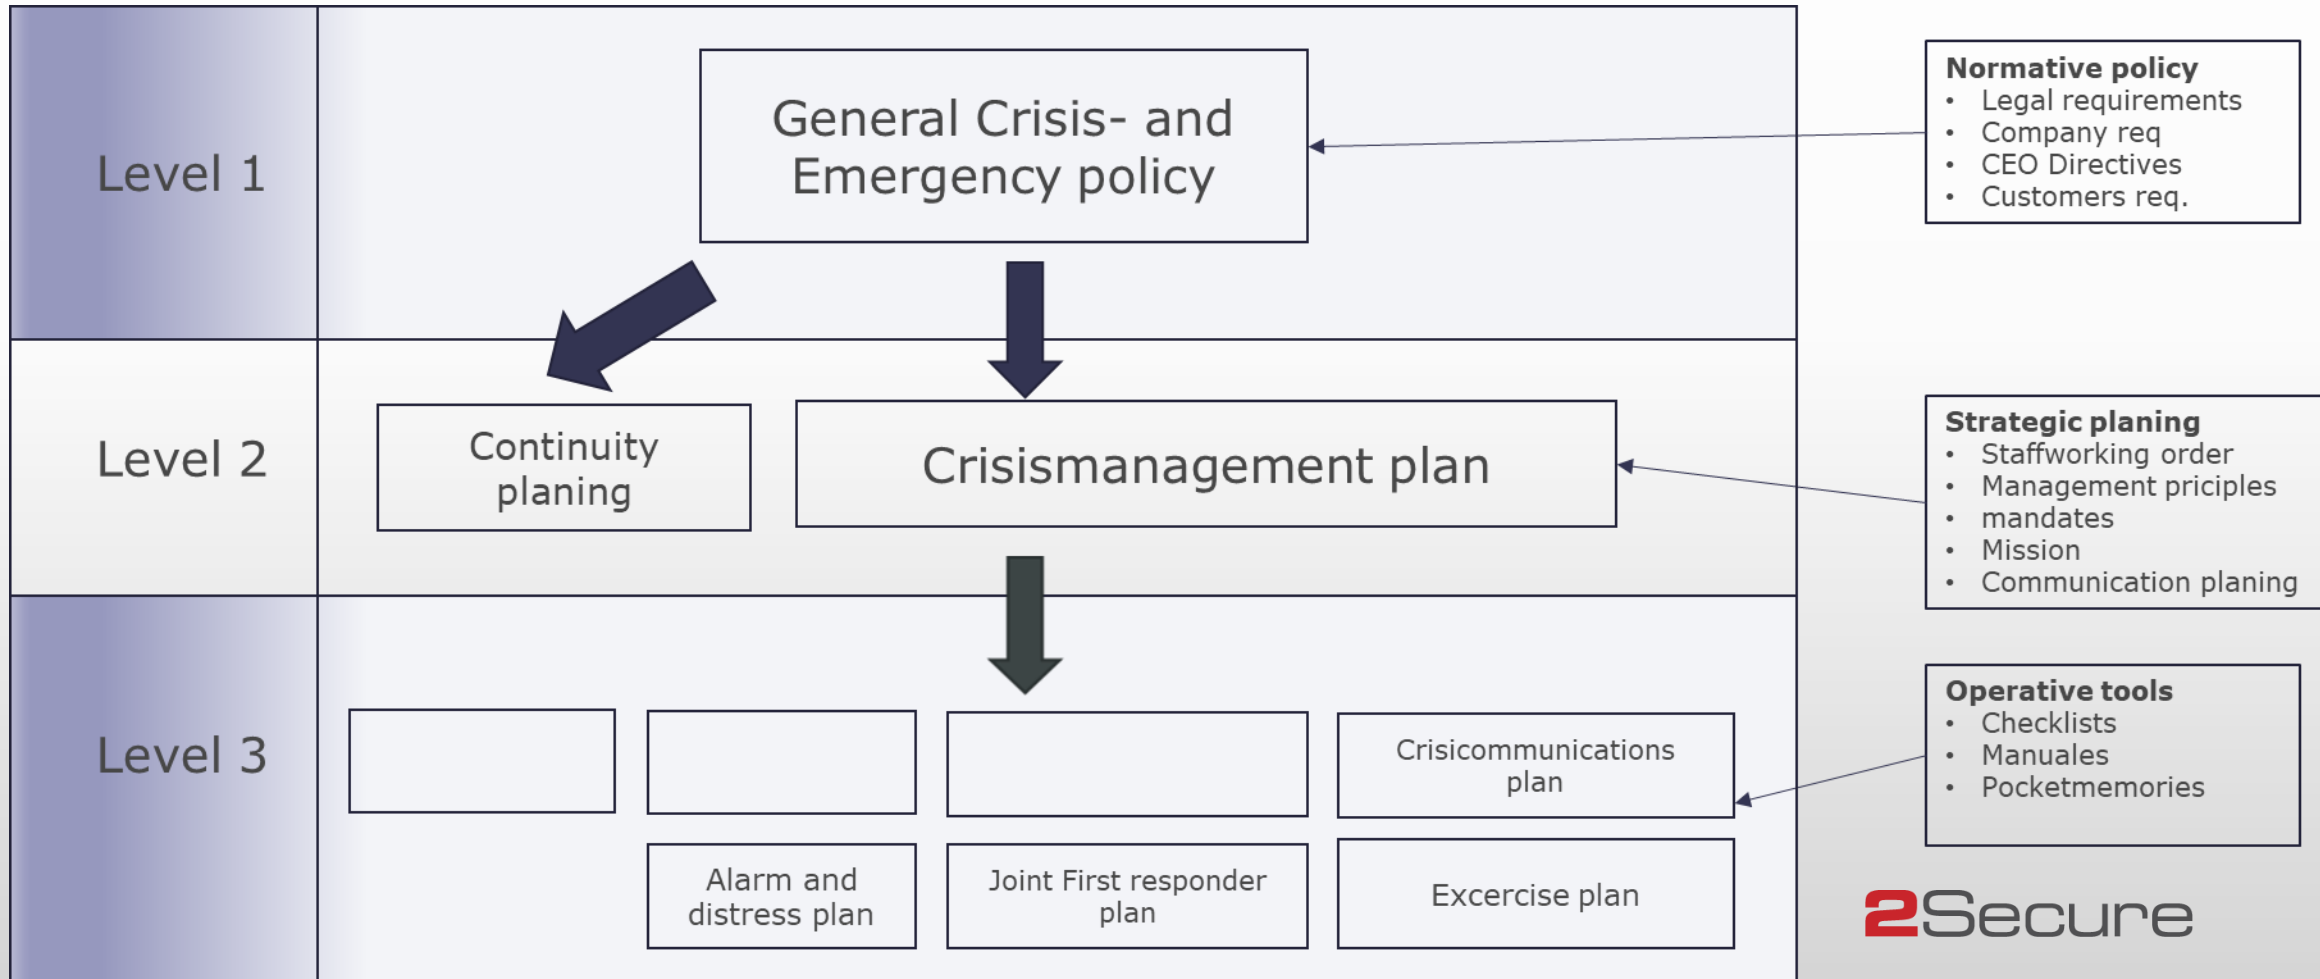 Level 1
General Crisis- and
Emergency policy
Normative policy
• Legal requirements
• Company req
• CEO Directives
• Customers req.
Level 2
Continuity
planing
Crisismanagement plan
Strategic planing
• Staffworking order
• Management priciples
• mandates
• Mission
• Communication planing
Level 3
Crisicommunications
plan
Alarm and
distress plan
Joint First responder
plan
Excercise plan
Operative tools
• Checklists
• Manuales
• Pocketmemories
2Secure